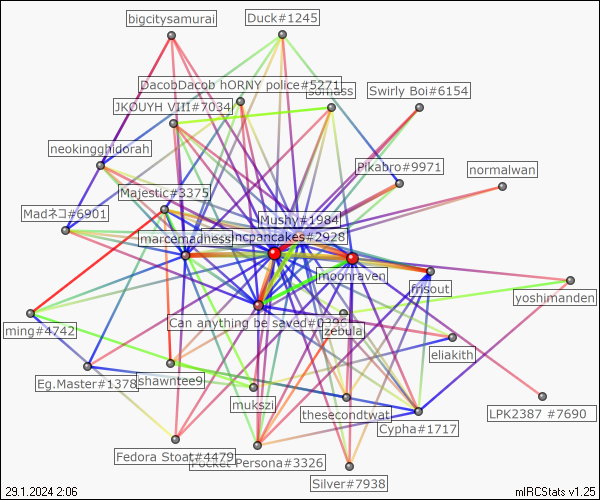 bigcitysamurai
Duck#1245
DacobDacob hORNY police#5271
Swirly Boi#6154
JKOUYH VIII#7034
neokingghidorah
Pikabro#9971
normalwan
Majestic#3375
Madネコ#6901
Mushy#1984
marcemadness
ncpancakes#2928
moonraven
frisout
yoshimanden
Can anything be saved#0
zebula
ming#4742
eliakith
Eg.Master#1378
shawntee9
mukszi
thesecondtwat
LPK2387 #7690
Cypha#1717
Fedora Stoat#4479
Pocket Persona#3326
Silver#7938
29.1.2024 2:06
mIRCStats v1.25